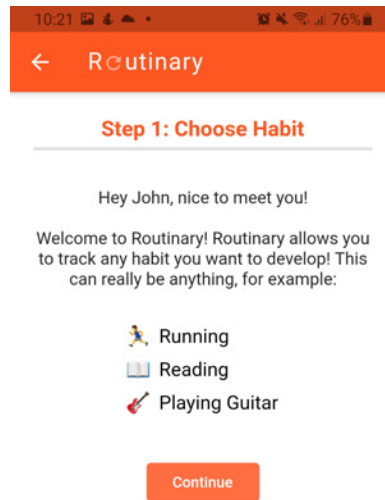 10:21 76%
Routinary
Step 1: Choose Habit
Hey John, nice to meet you!
Welcome to Routinary! Routinary allows you
to track any habit you want to develop! This
can really be anything, for example:
Running
Reading
Playing Guitar
Continue